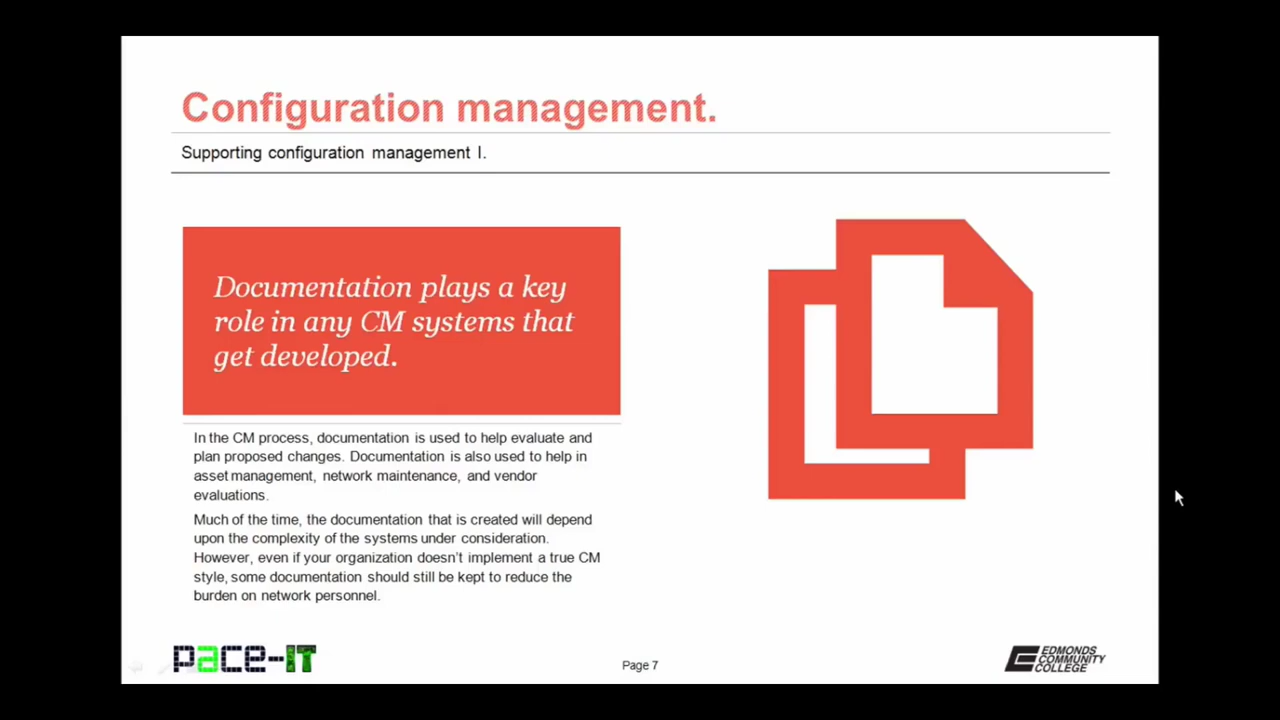 Configuration management.
Supporting configuration management I.
Documentation plays a key
role in any CM systems that
get developed.
In the CM process, documentation is used to help evaluate and
plan proposed changes. Documentation is also used to help in
asset management, network maintenance, and vendor
evaluations.
Much of the time, the documentation that is created will depend
upon the complexity of the systems under consideration.
However, even if your organization doesn't implement a true CM
style, some documentation should still be kept to reduce the
burden on network personnel.
pace-IT
Page 7
EDMONDS
COMMUNITY
COLLEGE